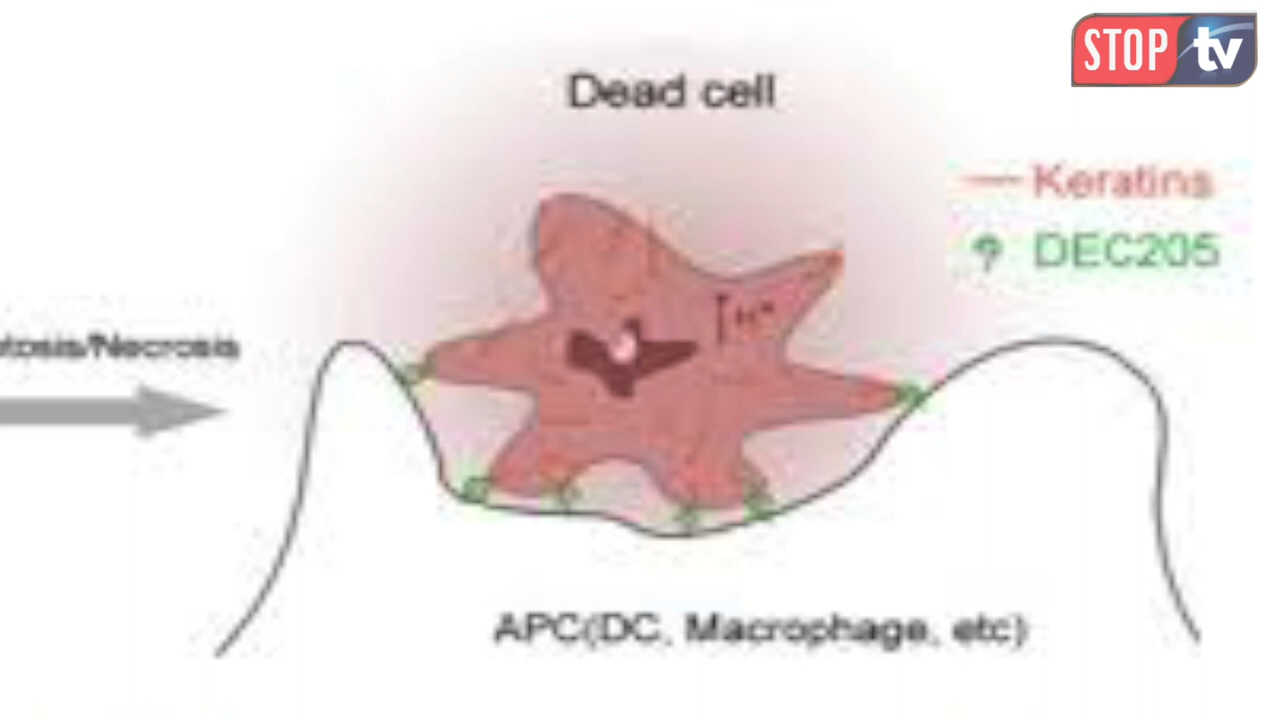 STOP tv
Dead cell
Keratins
DEC205
tosis/Necrosis
APC(DC, Macrophage, etc)